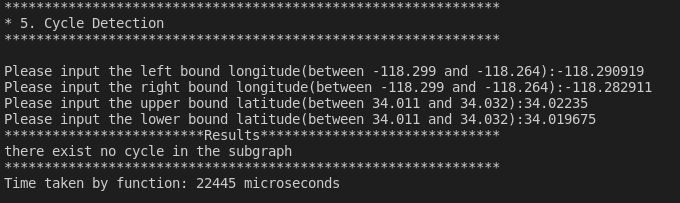 **************************************************************
* 5. Cycle Detection
**************************************************************
Please input the left bound longitude(between -118.299 and -118.264):-118.290919
Please input the right bound longitude(between -118.299 and -118.264):-118.282911
Please input the upper bound latitude(between 34.011 and 34.032):34.02235
Please input the lower bound latitude(between 34.011 and 34.032):34.019675
*************************Results******************************
there exist no cycle in the subgraph
**************************************************************
Time taken by function: 22445 microseconds